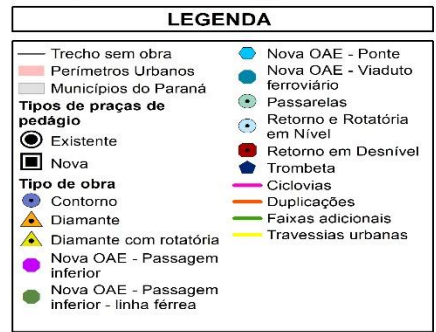 LEGENDA
Trecho sem obra
Perímetros Urbanos
Municípios do Paraná
Tipos de praças de
pedágio
Existente
Nova
Tipo de obra
Contorno
Diamante
Diamante com rotatória
Nova OAE - Passagem
inferior
Nova OAE - Passagem
inferior - linha férrea
Nova OAE - Ponte
Nova OAE - Viaduto
ferroviário
Passarelas
Retorno e Rotatória
em Nível
Retorno em Desnível
Trombeta
Ciclovias
Duplicações
Faixas adicionais
Travessias urbanas